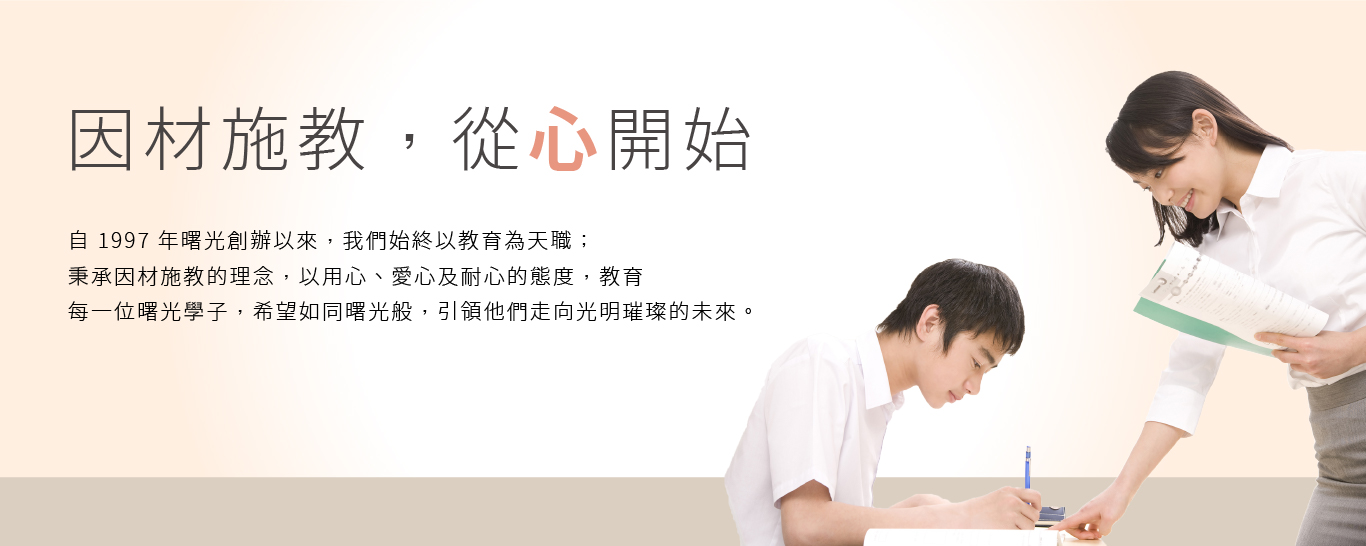 因材施教，從心開始
自 1997 年曙光創辦以來，我們始終以教育為天職；
秉承因材施教的理念，以用心、愛心及耐心的態度，教育
每一位曙光學子，希望如同曙光般，引領他們走向光明璀璨的未來。